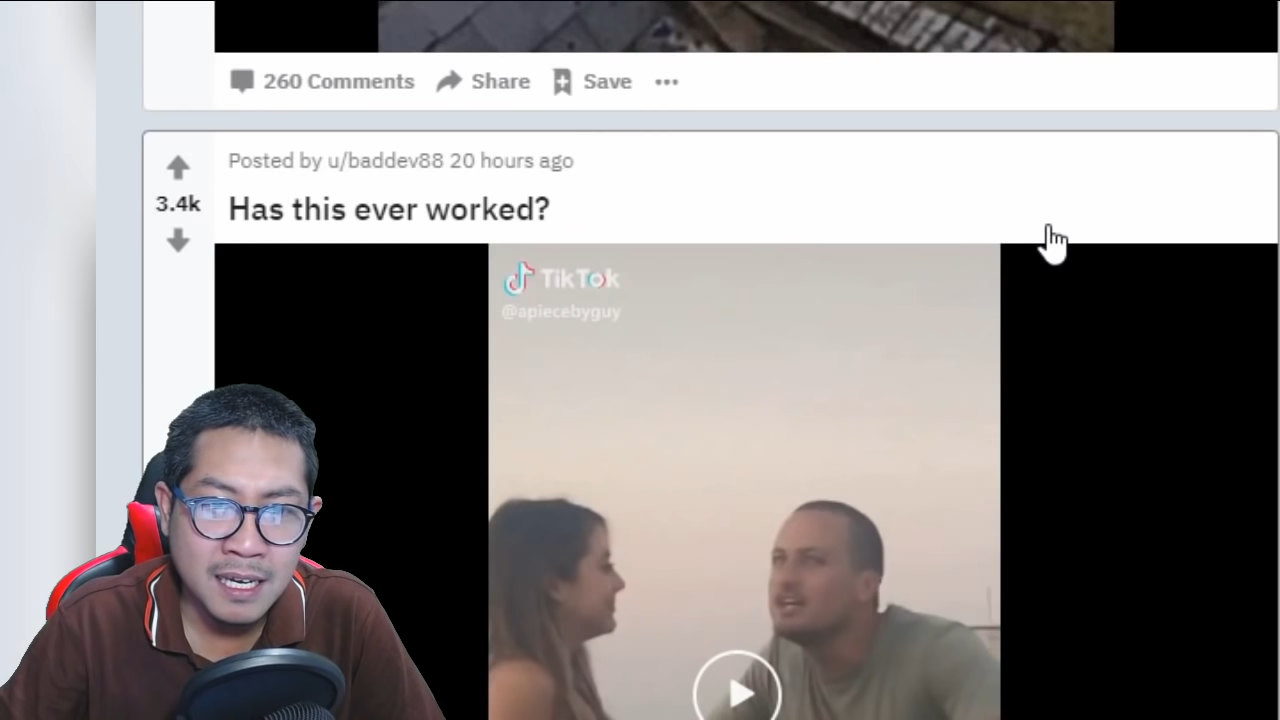 260 Comments Share Save
Posted by u/baddev88 20 hours ago
3.4k
Has this ever worked?
TikTok
@apiecebyguy